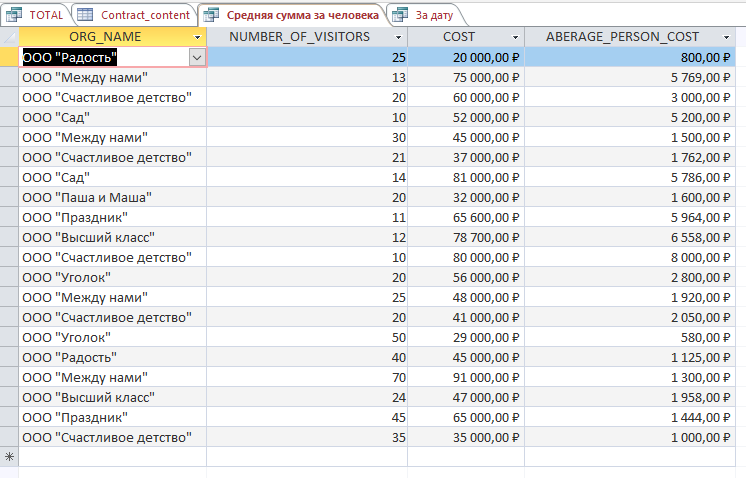 TOTAL Contract_content Средняя сумма за человека За дату
ORG_NAME NUMBER_OF_VISITORS COST ABERAGE_PERSON_COST
ООО "Радость" 25 20 000,00 ₽ 800,00 ₽
ООО "Между нами" 13 75 000,00 ₽ 5 769,00 ₽
ООО "Счастливое детство" 20 60 000,00 ₽ 3 000,00 ₽
ООО "Сад" 10 52 000,00 ₽ 5 200,00 ₽
ООО "Между нами" 30 45 000,00 ₽ 1 500,00 ₽
ООО "Счастливое детство" 21 37 000,00 ₽ 1 762,00 ₽
ООО "Сад" 14 81 000,00 ₽ 5 786,00 ₽
ООО "Паша и Маша" 20 32 000,00 ₽ 1 600,00 ₽
ООО "Праздник" 11 65 600,00 ₽ 5 964,00 ₽
ООО "Высший класс" 12 78 700,00 ₽ 6 558,00 ₽
ООО "Счастливое детство" 10 80 000,00 ₽ 8 000,00 ₽
ООО "Уголок" 20 56 000,00 ₽ 2 800,00 ₽
ООО "Между нами" 25 48 000,00 ₽ 1 920,00 ₽
ООО "Счастливое детство" 20 41 000,00 ₽ 2 050,00 ₽
ООО "Уголок" 50 29 000,00 ₽ 580,00 ₽
ООО "Радость" 40 45 000,00 ₽ 1 125,00 ₽
ООО "Между нами" 70 91 000,00 ₽ 1 300,00 ₽
ООО "Высший класс" 24 47 000,00 ₽ 1 958,00 ₽
ООО "Праздник" 45 65 000,00 ₽ 1 444,00 ₽
ООО "Счастливое детство" 35 35 000,00 ₽ 1 000,00 ₽